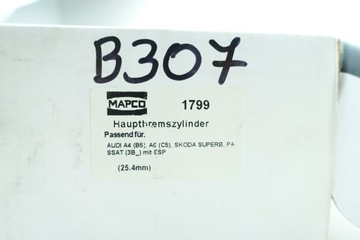 B307
MAPCO 1799
Hauptbremszylinder
Passend für.
AUDI A4 (B5), A6 (C5), SKODA SUPERB, PA
SSAT (3B_) mit ESP
(25.4mm)